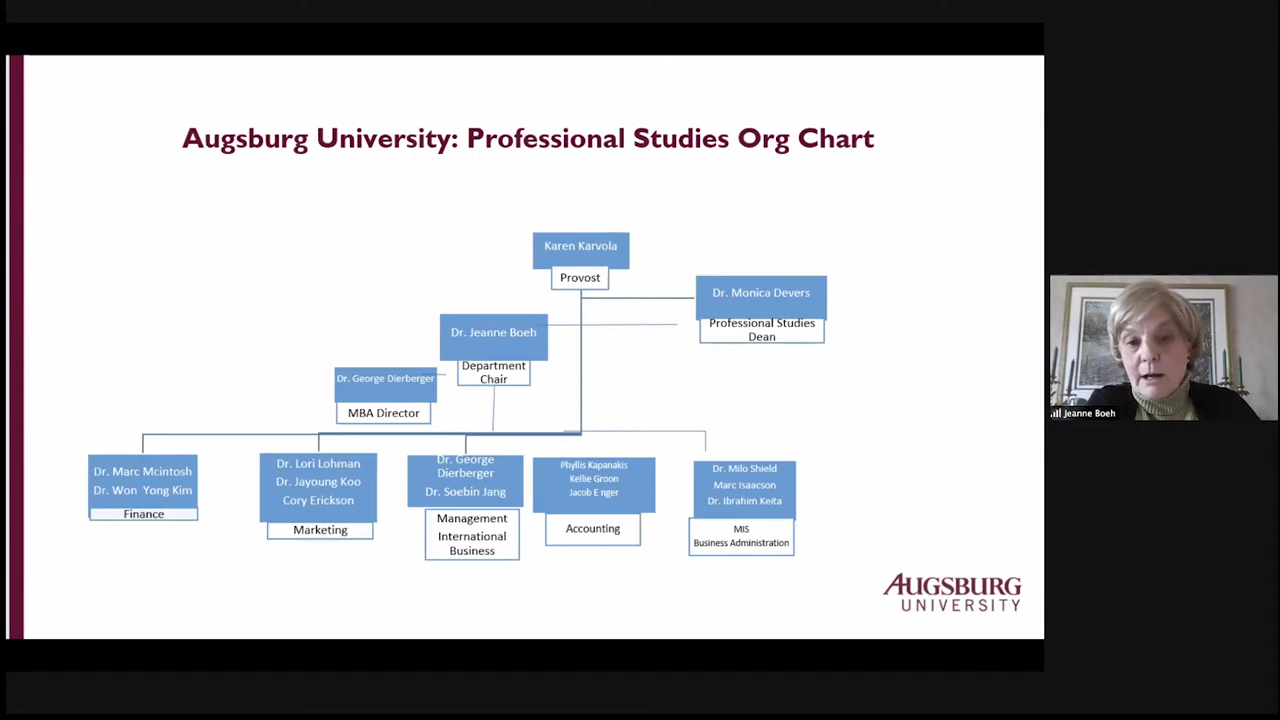 Augsburg University: Professional Studies Org Chart
Karen Karvola
Provost
Dr. Monica Devers
Professional Studies
Dean
Dr. Jeanne Boeh
Department
Chair
Dr. George Dierberger
MBA Director
Dr. Marc Mcintosh
Dr. Won Yong Kim
Finance
Dr. Lori Lohman
Dr. Jayoung Koo
Cory Erickson
Marketing
Dr. George
Dierberger
Dr. Soebin Jang
Management
International
Business
Phyllis Kapanakis
Kellie Groon
Jacob E nger
Accounting
Dr. Milo Shield
Marc Isaacson
Dr. Ibrahim Keita
MIS
Business Administration
AUGSBURG
UNIVERSITY
Jeanne Boeh